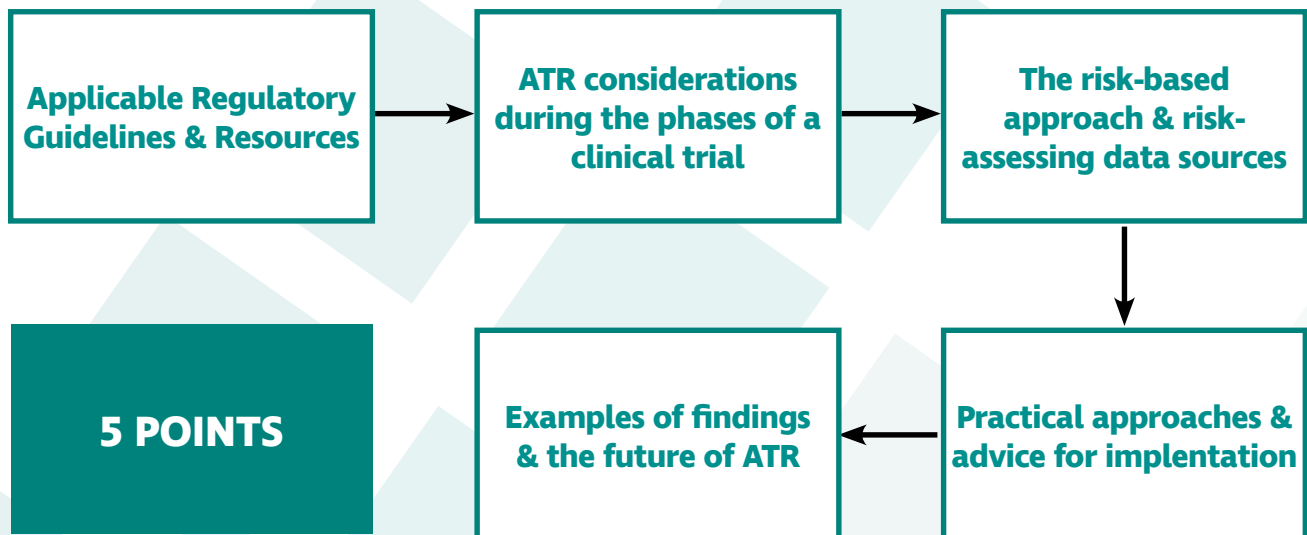 Applicable Regulatory
Guidelines & Resources
ATR considerations
during the phases of a
clinical trial
The risk-based
approach & risk-
assessing data sources
Practical approaches &
advice for implentation
Examples of findings
& the future of ATR
5 POINTS